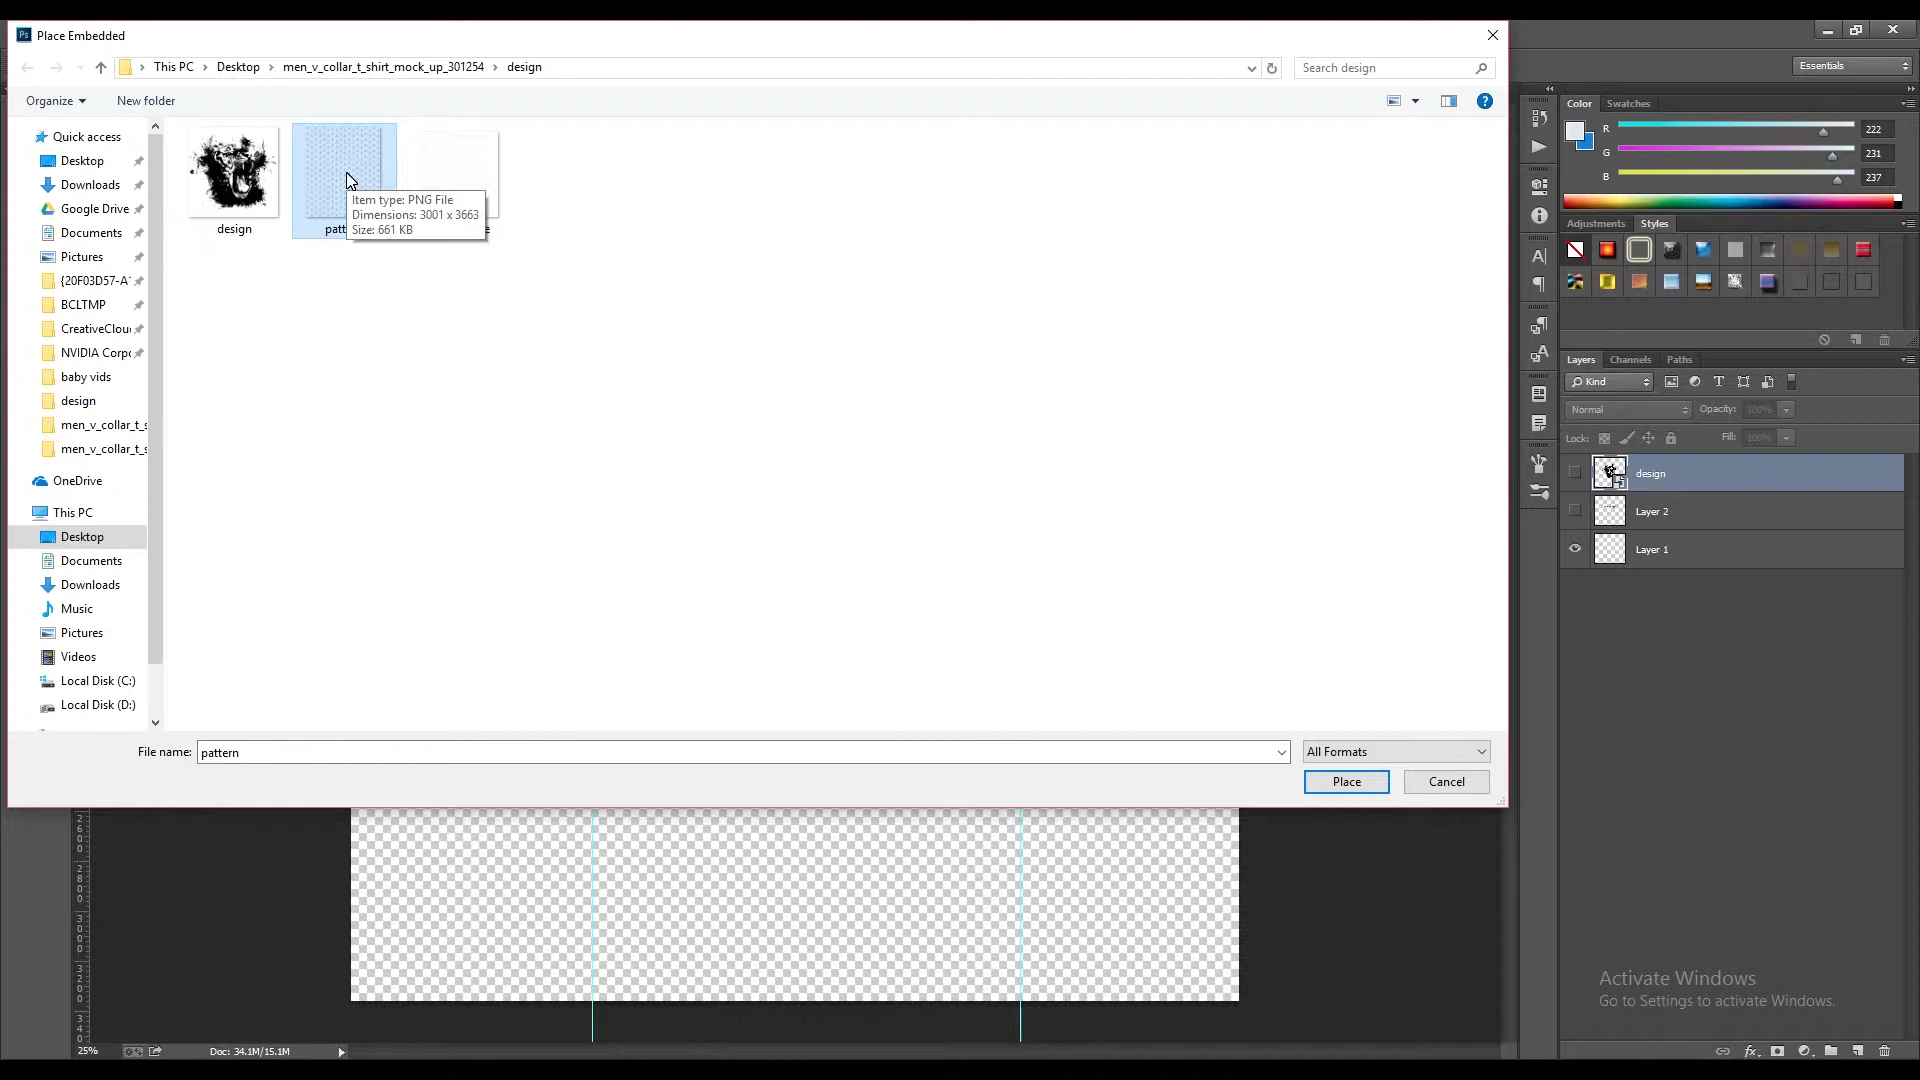 Place Embedded
This PC
Desktop
men_v_collar_t_shirt_mock_up_301254
design
Search design
Essentials
Organize
New folder
Quick access
Desktop
Downloads
Google Drive
Documents
Pictures
{20F03D57-A
BCLTMP
CreativeClou
NVIDIA Corp
baby vids
design
men_v_collar_t_s
men_v_collar_t_s
OneDrive
This PC
Desktop
Documents
Downloads
Music
Pictures
Videos
Local Disk (C:)
Local Disk (D:)
design
patt
Item type: PNG File
Dimensions: 3001 x 3663
Size: 661 KB
File name:
pattern
All Formats
Place
Cancel
Color
Swatches
R
222
G
231
B
237
Adjustments
Styles
Layers
Channels
Paths
Kind
Normal
Opacity:
100%
Lock:
Fill:
100%
design
Layer 2
Layer 1
Activate Windows
Go to Settings to activate Windows.
25%
Doc: 34.1M/15.1M